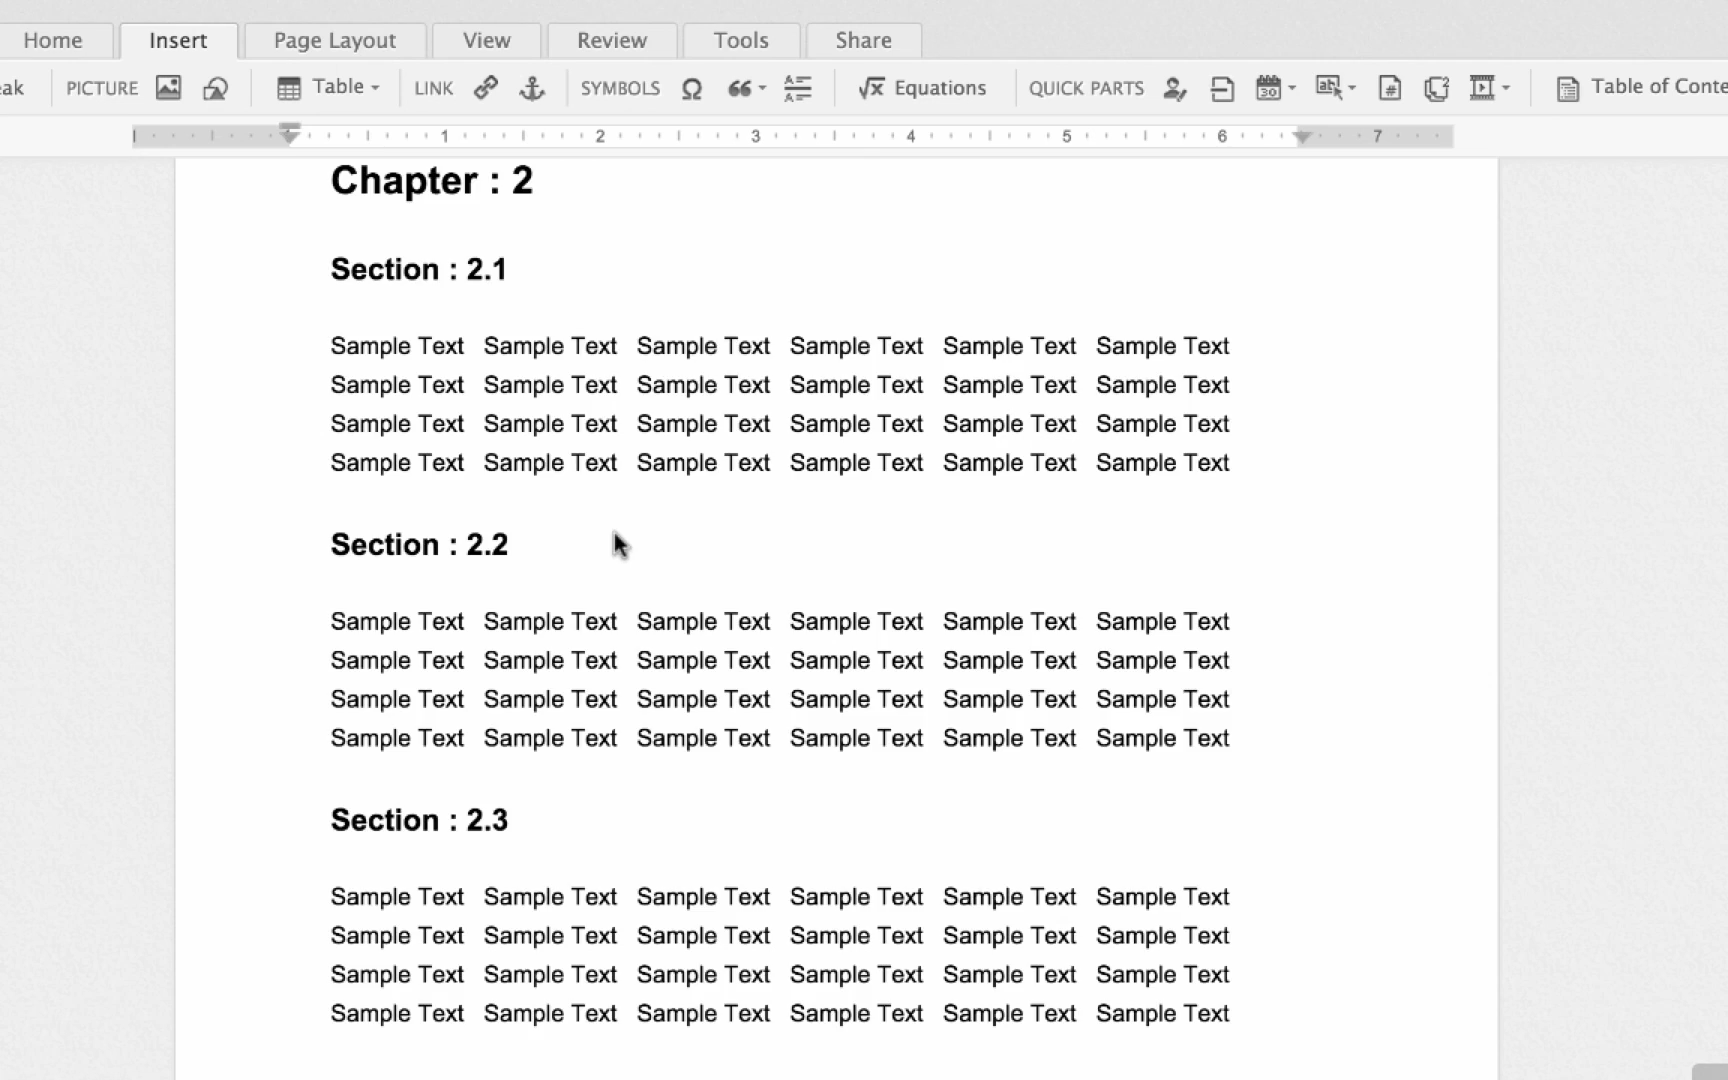 Home Insert Page Layout View Review Tools Share
eak PICTURE Table LINK SYMBOLS Ω “ A A √x Equations QUICK PARTS 30 ab # 2 Table of Conte
1 2 3 4 5 6 7
Chapter : 2
Section : 2.1
Sample Text Sample Text Sample Text Sample Text Sample Text Sample Text
Sample Text Sample Text Sample Text Sample Text Sample Text Sample Text
Sample Text Sample Text Sample Text Sample Text Sample Text Sample Text
Sample Text Sample Text Sample Text Sample Text Sample Text Sample Text
Section : 2.2
Sample Text Sample Text Sample Text Sample Text Sample Text Sample Text
Sample Text Sample Text Sample Text Sample Text Sample Text Sample Text
Sample Text Sample Text Sample Text Sample Text Sample Text Sample Text
Sample Text Sample Text Sample Text Sample Text Sample Text Sample Text
Section : 2.3
Sample Text Sample Text Sample Text Sample Text Sample Text Sample Text
Sample Text Sample Text Sample Text Sample Text Sample Text Sample Text
Sample Text Sample Text Sample Text Sample Text Sample Text Sample Text
Sample Text Sample Text Sample Text Sample Text Sample Text Sample Text